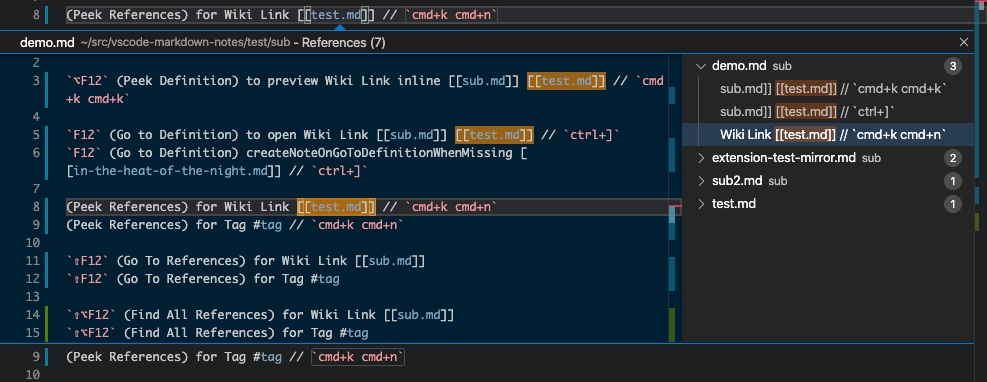 8 (Peek References) for Wiki Link [[test.md]] // `cmd+k cmd+n`
demo.md ~/src/vscode-markdown-notes/test/sub - References (7)
2
3 `⌥F12` (Peek Definition) to preview Wiki Link inline [[sub.md]] [[test.md]] // `cmd
+k cmd+k`
4
5 `F12` (Go to Definition) to open Wiki Link [[sub.md]] [[test.md]] // `ctrl+]`
6 `F12` (Go to Definition) createNoteOnGoToDefinitionWhenMissing [
[in-the-heat-of-the-night.md]] // `ctrl+]`
7
8 (Peek References) for Wiki Link [[test.md]] // `cmd+k cmd+n`
9 (Peek References) for Tag #tag // `cmd+k cmd+n`
10
11 `⇧F12` (Go To References) for Wiki Link [[sub.md]]
12 `⇧F12` (Go To References) for Tag #tag
13
14 `⇧⌥F12` (Find All References) for Wiki Link [[sub.md]]
15 `⇧⌥F12` (Find All References) for Tag #tag
demo.md sub 3
sub.md]] [[test.md]] // `cmd+k cmd+k`
sub.md]] [[test.md]] // `ctrl+]`
Wiki Link [[test.md]] // `cmd+k cmd+n`
extension-test-mirror.md sub 2
sub2.md sub 1
test.md 1
9 (Peek References) for Tag #tag // `cmd+k cmd+n`
10